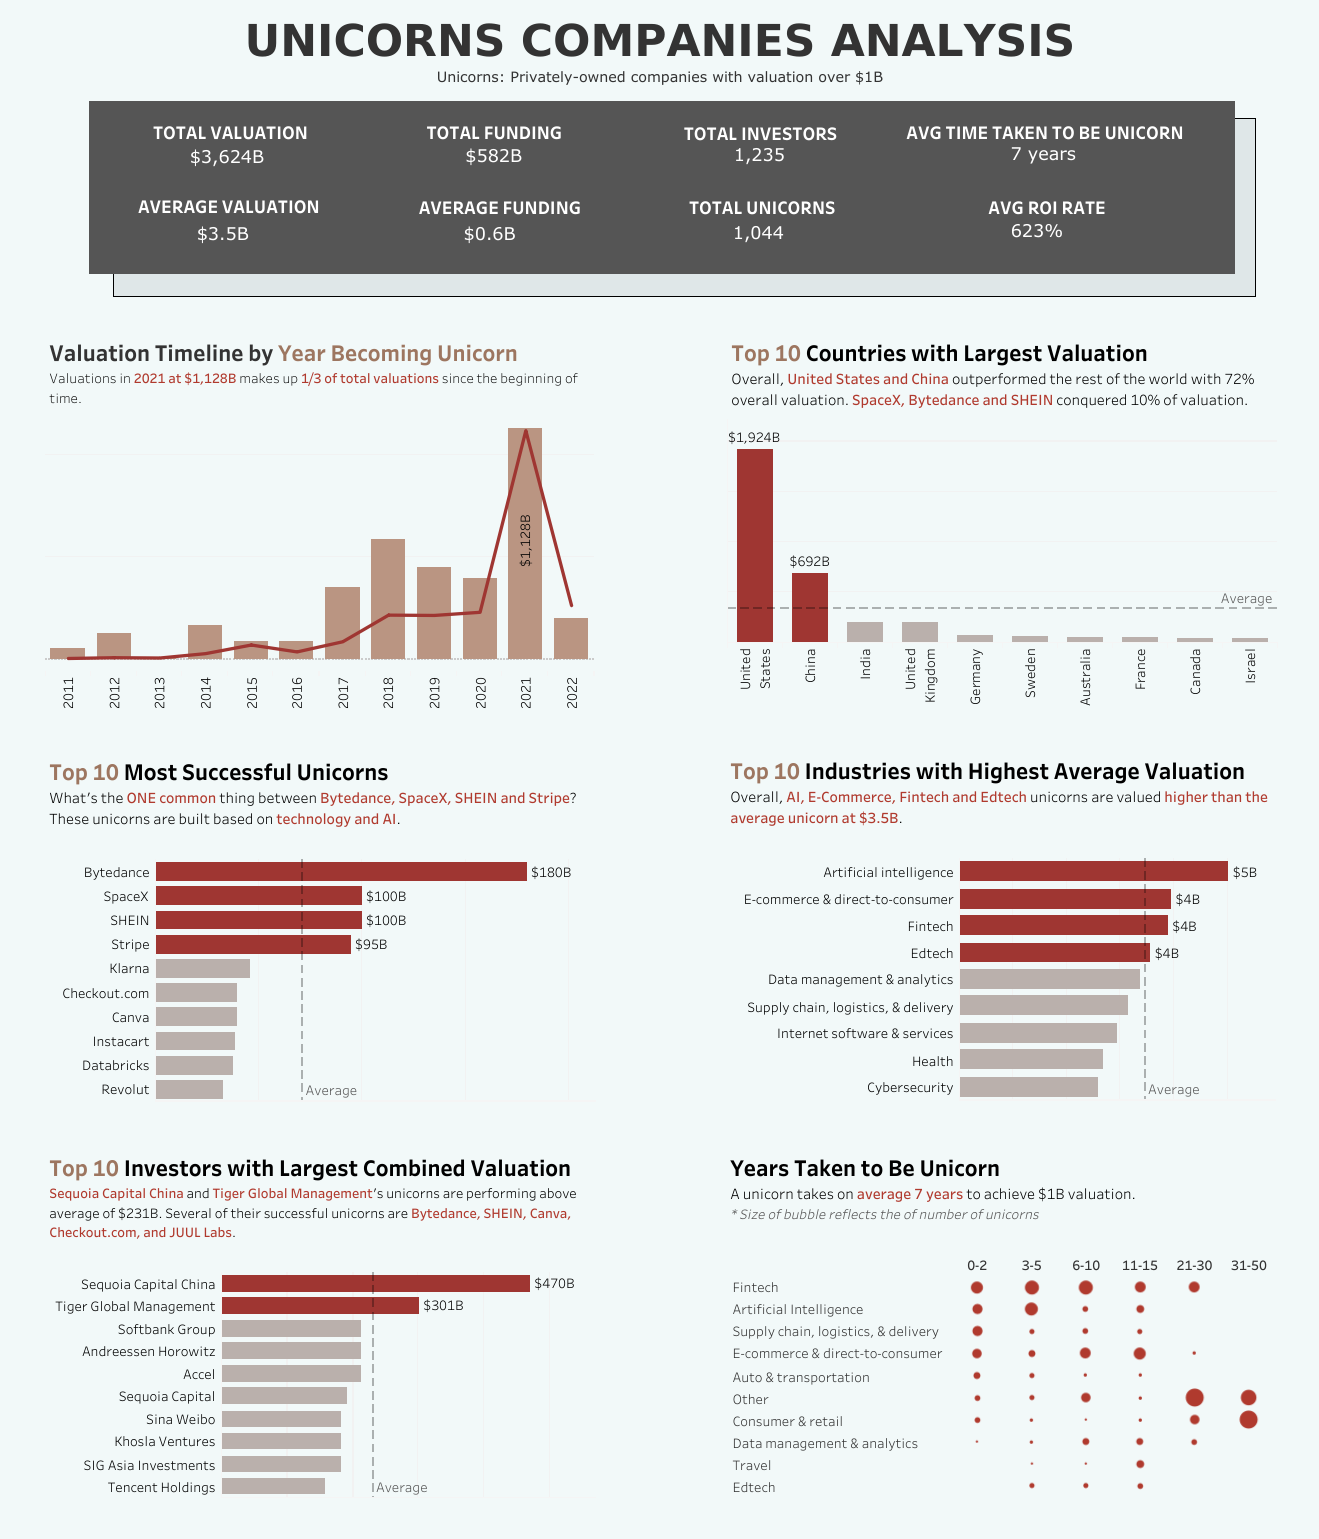 UNICORNS COMPANIES ANALYSIS
Unicorns: Privately-owned companies with valuation over $1B
TOTAL VALUATION
$3,624B
TOTAL FUNDING
$582B
TOTAL INVESTORS
1,235
AVG TIME TAKEN TO BE UNICORN
7 years
AVERAGE VALUATION
$3.5B
AVERAGE FUNDING
$0.6B
TOTAL UNICORNS
1,044
AVG ROI RATE
623%
Valuation Timeline by Year Becoming Unicorn
Valuations in 2021 at $1,128B makes up 1/3 of total valuations since the beginning of
time.
$1,128B
2011
2012
2013
2014
2015
2016
2017
2018
2019
2020
2021
2022
Top 10 Countries with Largest Valuation
Overall, United States and China outperformed the rest of the world with 72%
overall valuation. SpaceX, Bytedance and SHEIN conquered 10% of valuation.
$1,924B
$692B
Average
United
States
China
India
United
Kingdom
Germany
Sweden
Australia
France
Canada
Israel
Top 10 Most Successful Unicorns
What's the ONE common thing between Bytedance, SpaceX, SHEIN and Stripe?
These unicorns are built based on technology and AI.
Bytedance
$180B
SpaceX
$100B
SHEIN
$100B
Stripe
$95B
Klarna
Checkout.com
Canva
Instacart
Databricks
Revolut
Average
Top 10 Industries with Highest Average Valuation
Overall, AI, E-Commerce, Fintech and Edtech unicorns are valued higher than the
average unicorn at $3.5B.
Artificial intelligence
$5B
E-commerce & direct-to-consumer
$4B
Fintech
$4B
Edtech
$4B
Data management & analytics
Supply chain, logistics, & delivery
Internet software & services
Health
Cybersecurity
Average
Top 10 Investors with Largest Combined Valuation
Sequoia Capital China and Tiger Global Management's unicorns are performing above
average of $231B. Several of their successful unicorns are Bytedance, SHEIN, Canva,
Checkout.com, and JUUL Labs.
Sequoia Capital China
$470B
Tiger Global Management
$301B
Softbank Group
Andreessen Horowitz
Accel
Sequoia Capital
Sina Weibo
Khosla Ventures
SIG Asia Investments
Tencent Holdings
Average
Years Taken to Be Unicorn
A unicorn takes on average 7 years to achieve $1B valuation.
* Size of bubble reflects the of number of unicorns
0-2 3-5 6-10 11-15 21-30 31-50
Fintech
Artificial Intelligence
Supply chain, logistics, & delivery
E-commerce & direct-to-consumer
Auto & transportation
Other
Consumer & retail
Data management & analytics
Travel
Edtech